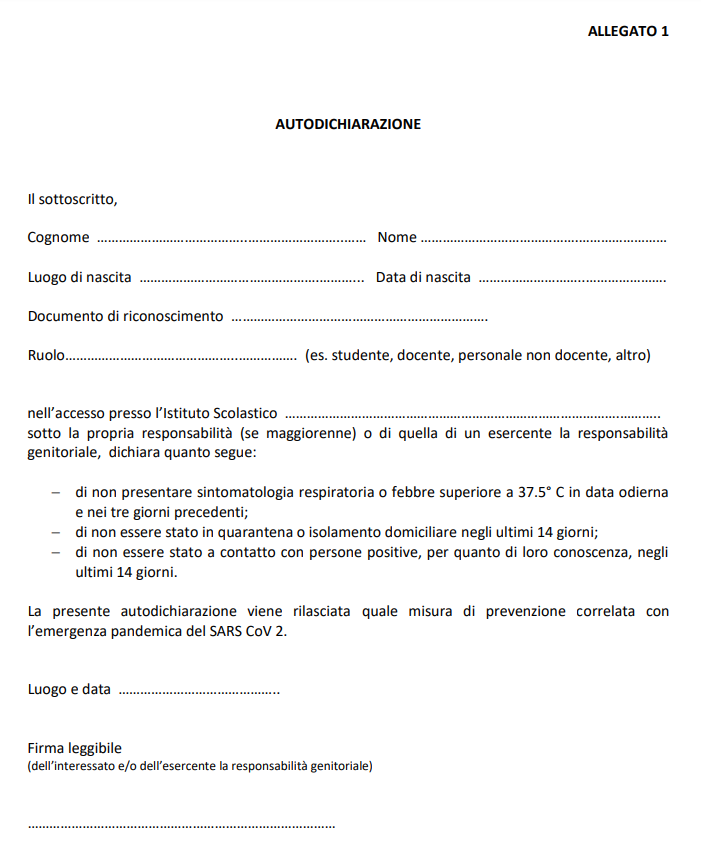 ALLEGATO 1
AUTODICHIARAZIONE
Il sottoscritto,
Cognome ……………………………………..……………………..…… Nome …………………………………….……………………
Luogo di nascita …………………………………………………….. Data di nascita ………………………..………………….
Documento di riconoscimento …………………………………………………………….
Ruolo………………………………………..……………. (es. studente, docente, personale non docente, altro)
nell’accesso presso l’Istituto Scolastico ……………………………………………………………………………….………..
sotto la propria responsabilità (se maggiorenne) o di quella di un esercente la responsabilità
genitoriale, dichiara quanto segue:
− di non presentare sintomatologia respiratoria o febbre superiore a 37.5° C in data odierna
e nei tre giorni precedenti;
− di non essere stato in quarantena o isolamento domiciliare negli ultimi 14 giorni;
− di non essere stato a contatto con persone positive, per quanto di loro conoscenza, negli
ultimi 14 giorni.
La presente autodichiarazione viene rilasciata quale misura di prevenzione correlata con
l’emergenza pandemica del SARS CoV 2.
Luogo e data ……………………………………..
Firma leggibile
(dell’interessato e/o dell’esercente la responsabilità genitoriale)
…………………………………………………………………………